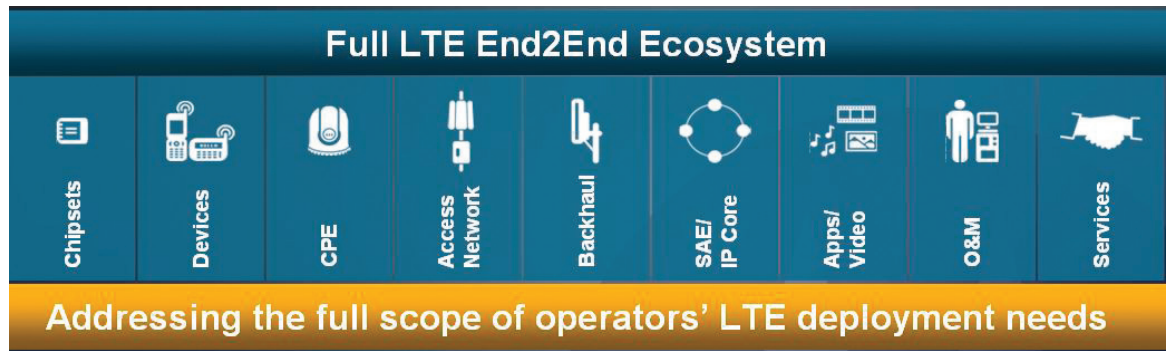 Full LTE End2End Ecosystem
Chipsets
Devices
CPE
Access
Network
Backhaul
SAE/
IP Core
Apps/
Video
O&M
Services
Addressing the full scope of operators’ LTE deployment needs